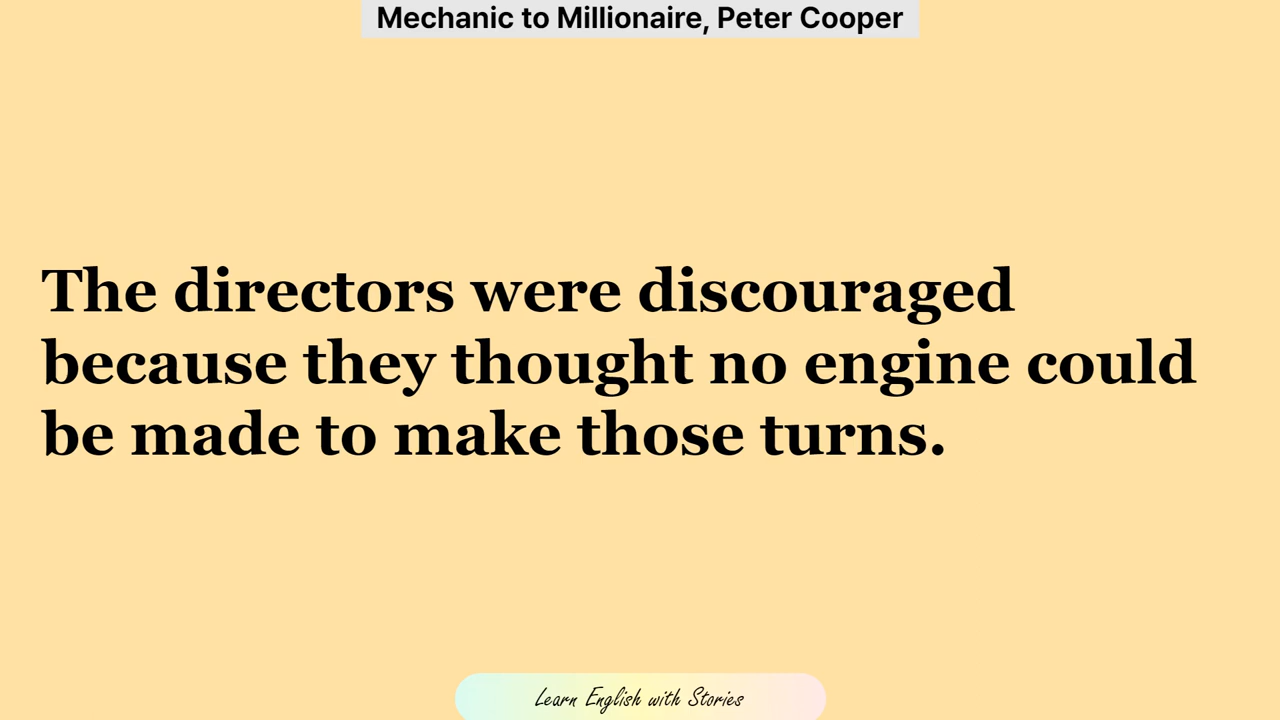 Mechanic to Millionaire, Peter Cooper
The directors were discouraged
because they thought no engine could
be made to make those turns.
Learn English with Stories